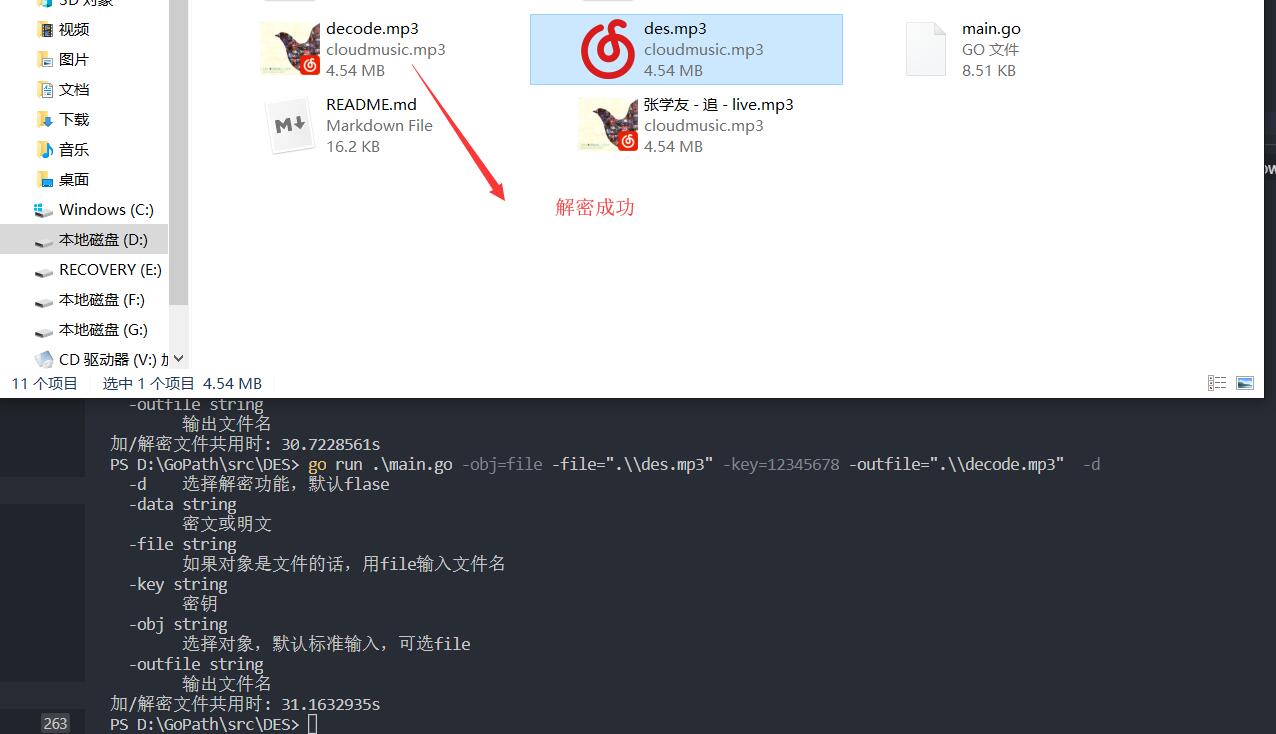 3D 对象
视频
图片
文档
下载
音乐
桌面
Windows (C:)
本地磁盘 (D:)
RECOVERY (E:)
本地磁盘 (F:)
本地磁盘 (G:)
CD 驱动器 (V:) 加
decode.mp3
cloudmusic.mp3
4.54 MB
des.mp3
cloudmusic.mp3
4.54 MB
main.go
GO 文件
8.51 KB
README.md
Markdown File
16.2 KB
张学友 - 追 - live.mp3
cloudmusic.mp3
4.54 MB
解密成功
11 个项目 选中 1 个项目 4.54 MB
-outfile string
输出文件名
加/解密文件共用时: 30.7228561s
PS D:\GoPath\src\DES> go run .\main.go -obj=file -file=".\\des.mp3" -key=12345678 -outfile=".\\decode.mp3" -d
-d 选择解密功能，默认flase
-data string
密文或明文
-file string
如果对象是文件的话，用file输入文件名
-key string
密钥
-obj string
选择对象，默认标准输入，可选file
-outfile string
输出文件名
加/解密文件共用时: 31.1632935s
263
PS D:\GoPath\src\DES>